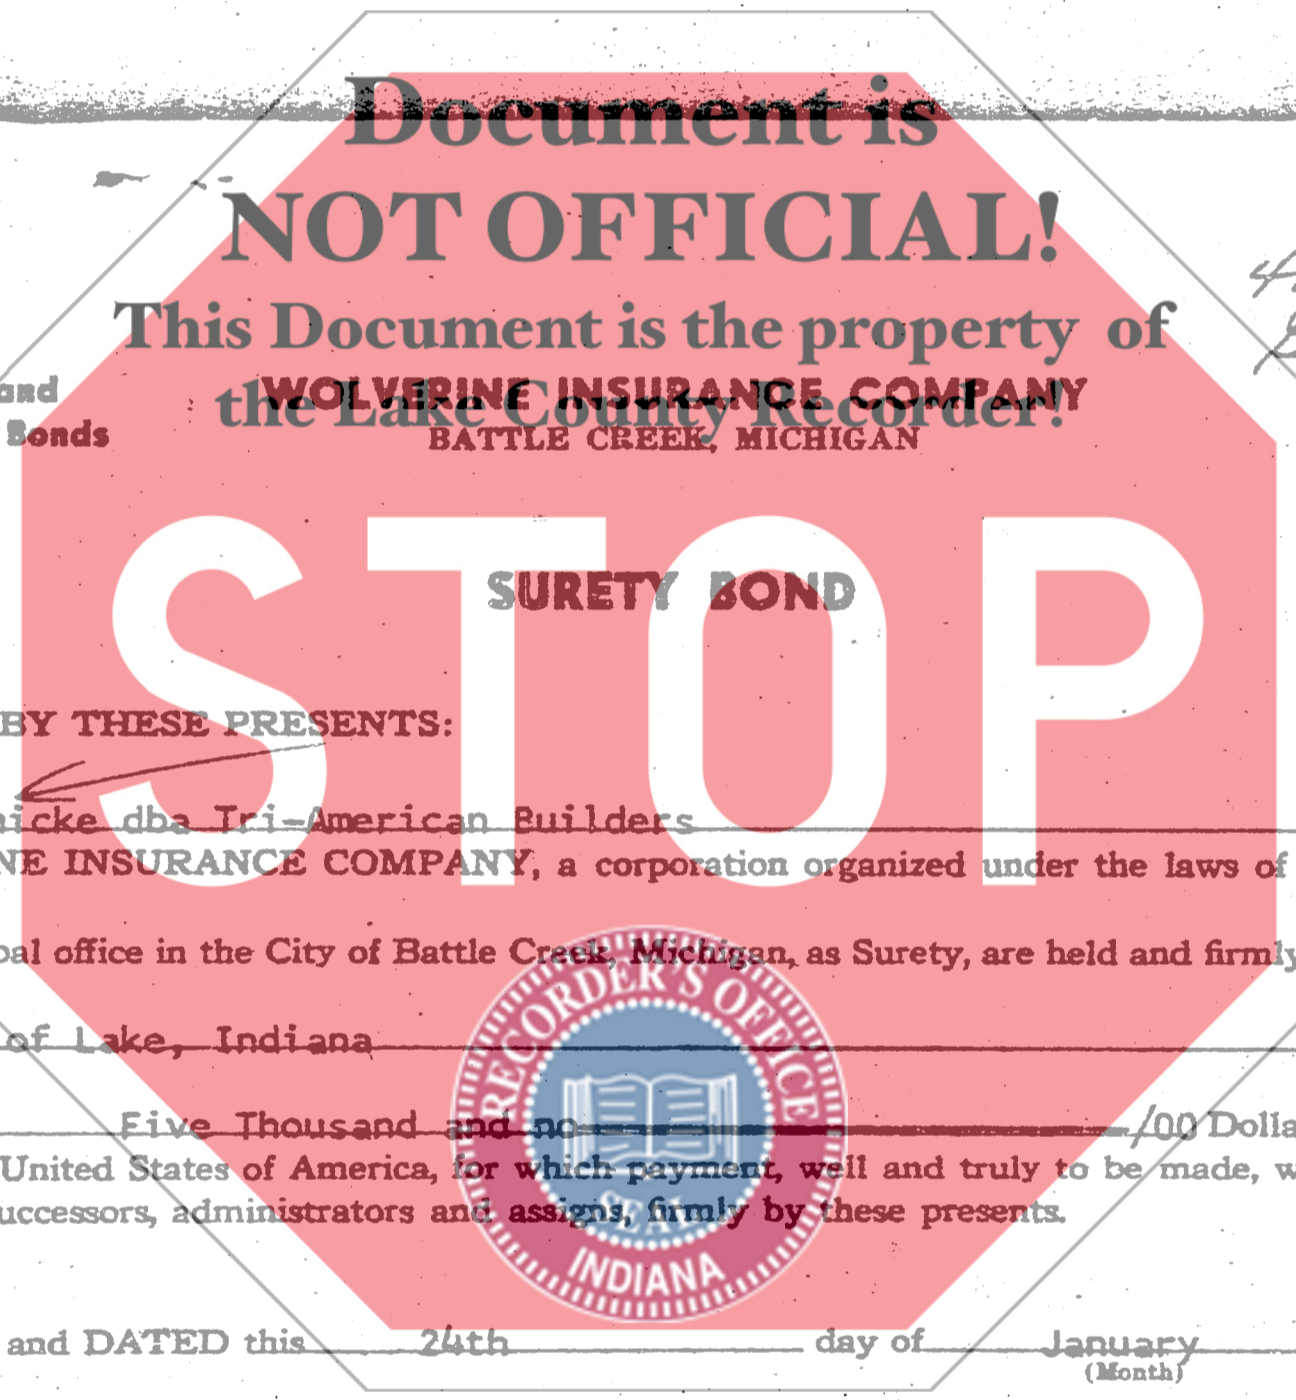 Document is
NOT OFFICIAL!
This Document is the property of
the Lake County Recorder!
and
Bonds
WOLVERINE INSURANCE COMPANY
BATTLE CREEK, MICHIGAN
STOP
SURETY BOND
BY THESE PRESENTS:
icke dba Tri-American Builders
NE INSURANCE COMPANY, a corporation organized under the laws of
pal office in the City of Battle Creek, Michigan, as Surety, are held and firmly
of Lake, Indiana
Five Thousand and no /00 Dolla
United States of America, for which payment, well and truly to be made, w
uccessors, administrators and assigns, firmly by these presents.
RECORDER'S OFFICE
SEAL
INDIANA
and DATED this 24th day of January
(Month)